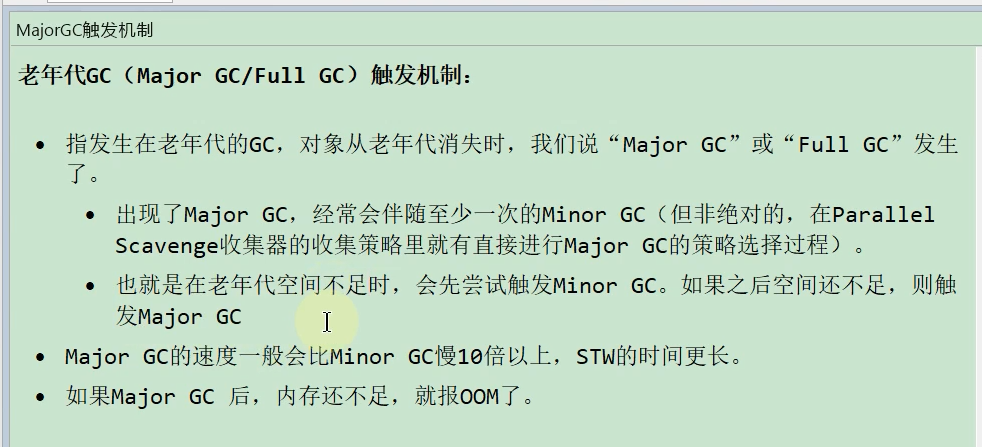 MajorGC触发机制
老年代GC（Major GC/Full GC）触发机制：
• 指发生在老年代的GC，对象从老年代消失时，我们说“Major GC”或“Full GC”发生
了。
• 出现了Major GC，经常会伴随至少一次的Minor GC（但非绝对的，在Parallel
Scavenge收集器的收集策略里就有直接进行Major GC的策略选择过程）。
• 也就是在老年代空间不足时，会先尝试触发Minor GC。如果之后空间还不足，则触
发Major GC
• Major GC的速度一般会比Minor GC慢10倍以上，STW的时间更长。
• 如果Major GC 后，内存还不足，就报OOM了。